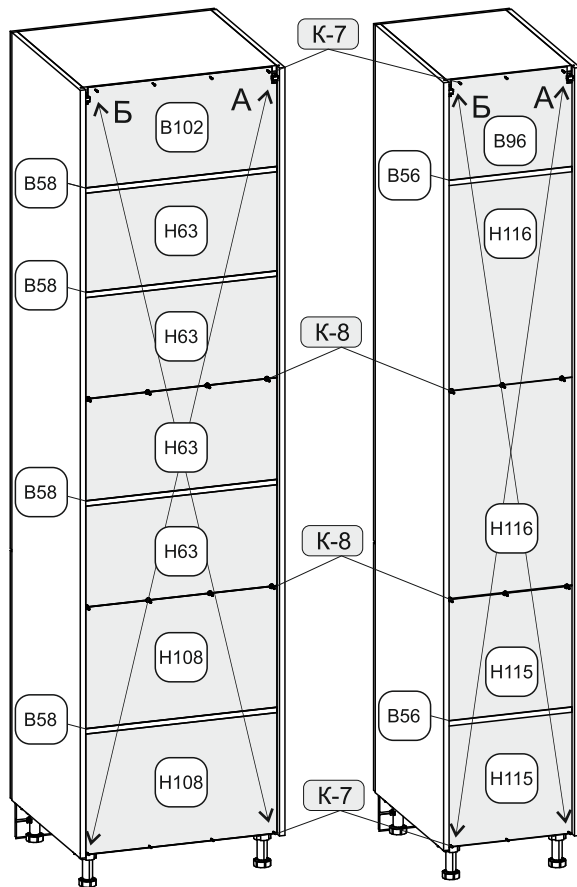 К-7
Б А Б А
В102 В96
В58 В56
Н63 Н116
В58
Н63 К-8
Н63
В58 Н116
Н63 К-8
Н108 Н115
В58 В56
Н108 К-7 Н115